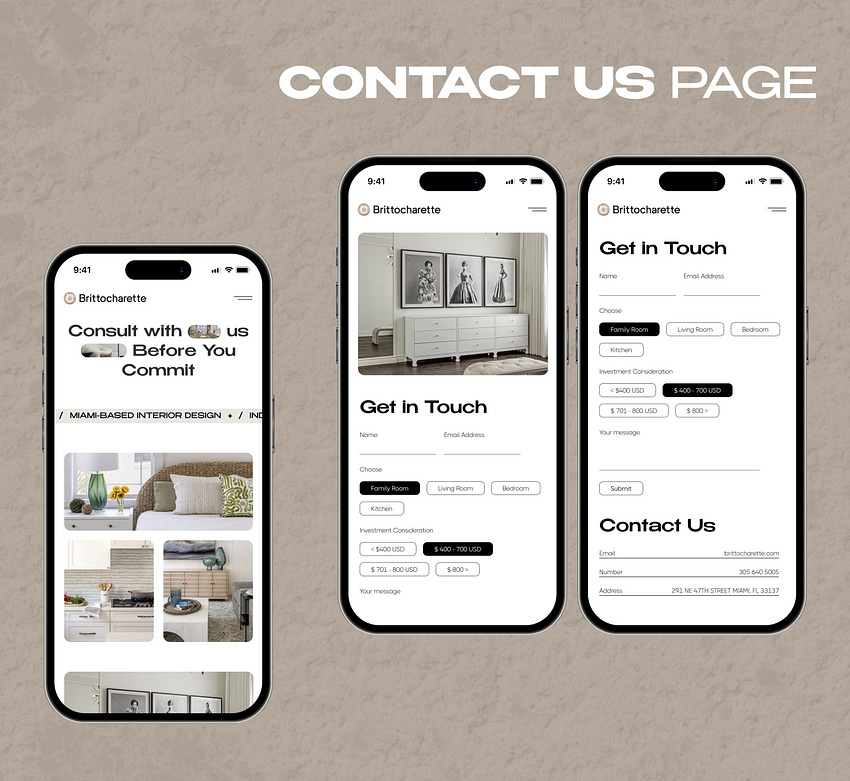 CONTACT US PAGE
9:41
Brittocharette
Consult with us
Before You
Commit
/ MIAMI-BASED INTERIOR DESIGN ✦ / IND
9:41
Brittocharette
Get in Touch
Name Email Address
Choose
Family Room Living Room Bedroom
Kitchen
Investment Consideration
< $400 USD $ 400 - 700 USD
$ 701 - 800 USD $ 800 >
Your message
9:41
Brittocharette
Get in Touch
Name Email Address
Choose
Family Room Living Room Bedroom
Kitchen
Investment Consideration
< $400 USD $ 400 - 700 USD
$ 701 - 800 USD $ 800 >
Your message
Submit
Contact Us
Email brittocharette.com
Number 305 640 5005
Address 291 NE 47TH STREET MIAMI, FL 33137